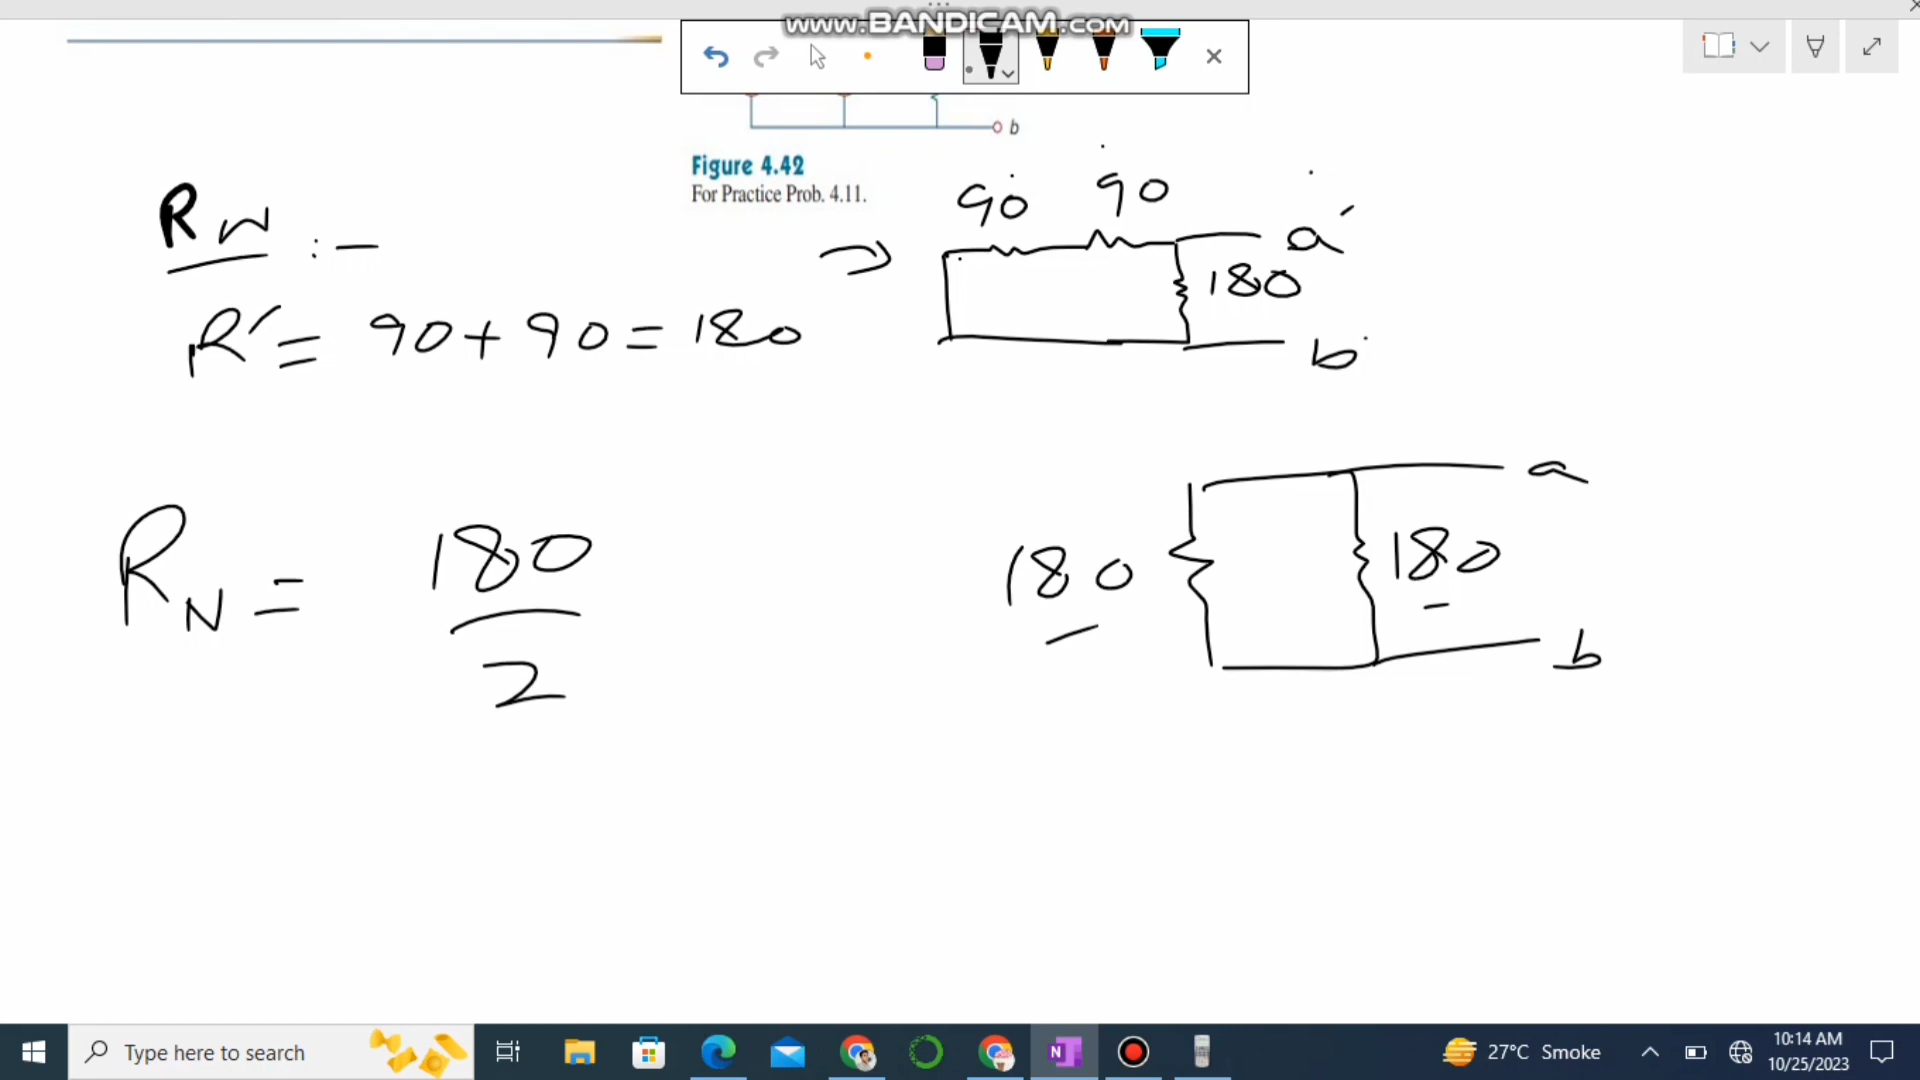 www.BANDICAM.com
b
Figure 4.42
For Practice Prob. 4.11.
RN :-
90 90
a
180
b
R' = 90 + 90 = 180
RN = 180
2
a
180
180
b
Type here to search
27°C Smoke
10:14 AM
10/25/2023